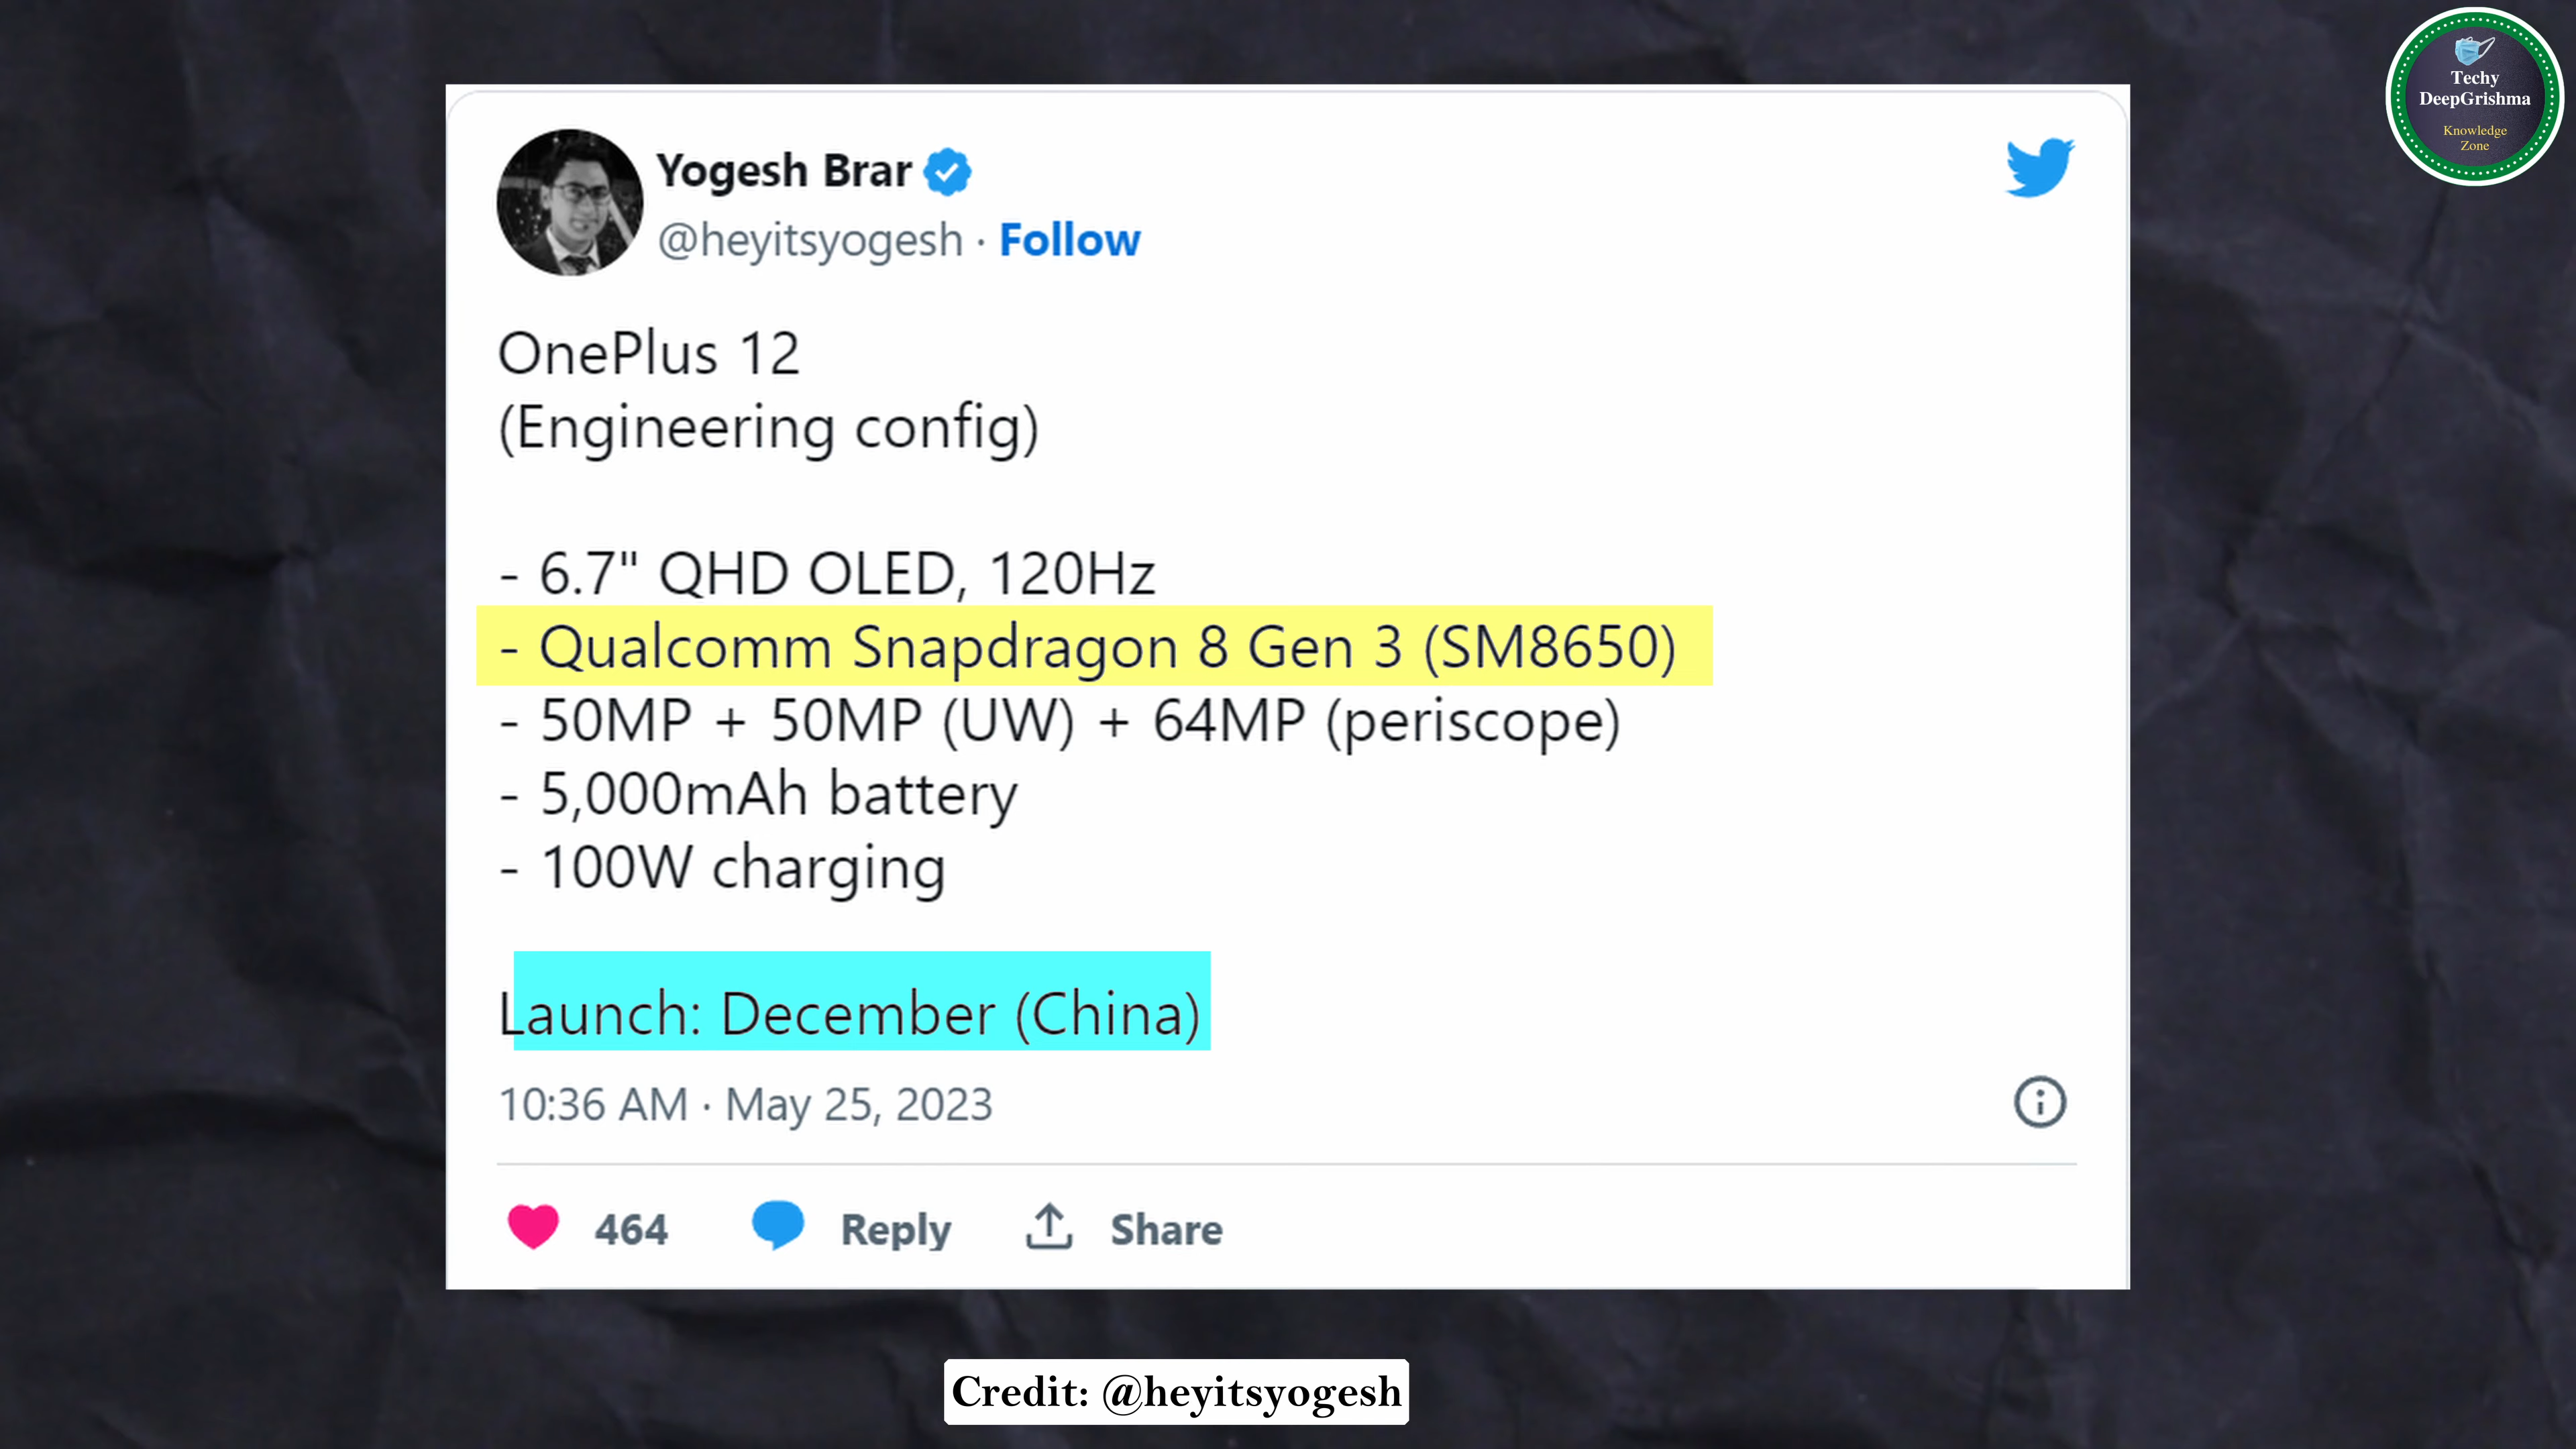 Techy
DeepGrishma
Knowledge
Zone
Yogesh Brar
@heyitsyogesh · Follow
OnePlus 12
(Engineering config)
- 6.7" QHD OLED, 120Hz
- Qualcomm Snapdragon 8 Gen 3 (SM8650)
- 50MP + 50MP (UW) + 64MP (periscope)
- 5,000mAh battery
- 100W charging
Launch: December (China)
10:36 AM · May 25, 2023
464 Reply Share
Credit: @heyitsyogesh